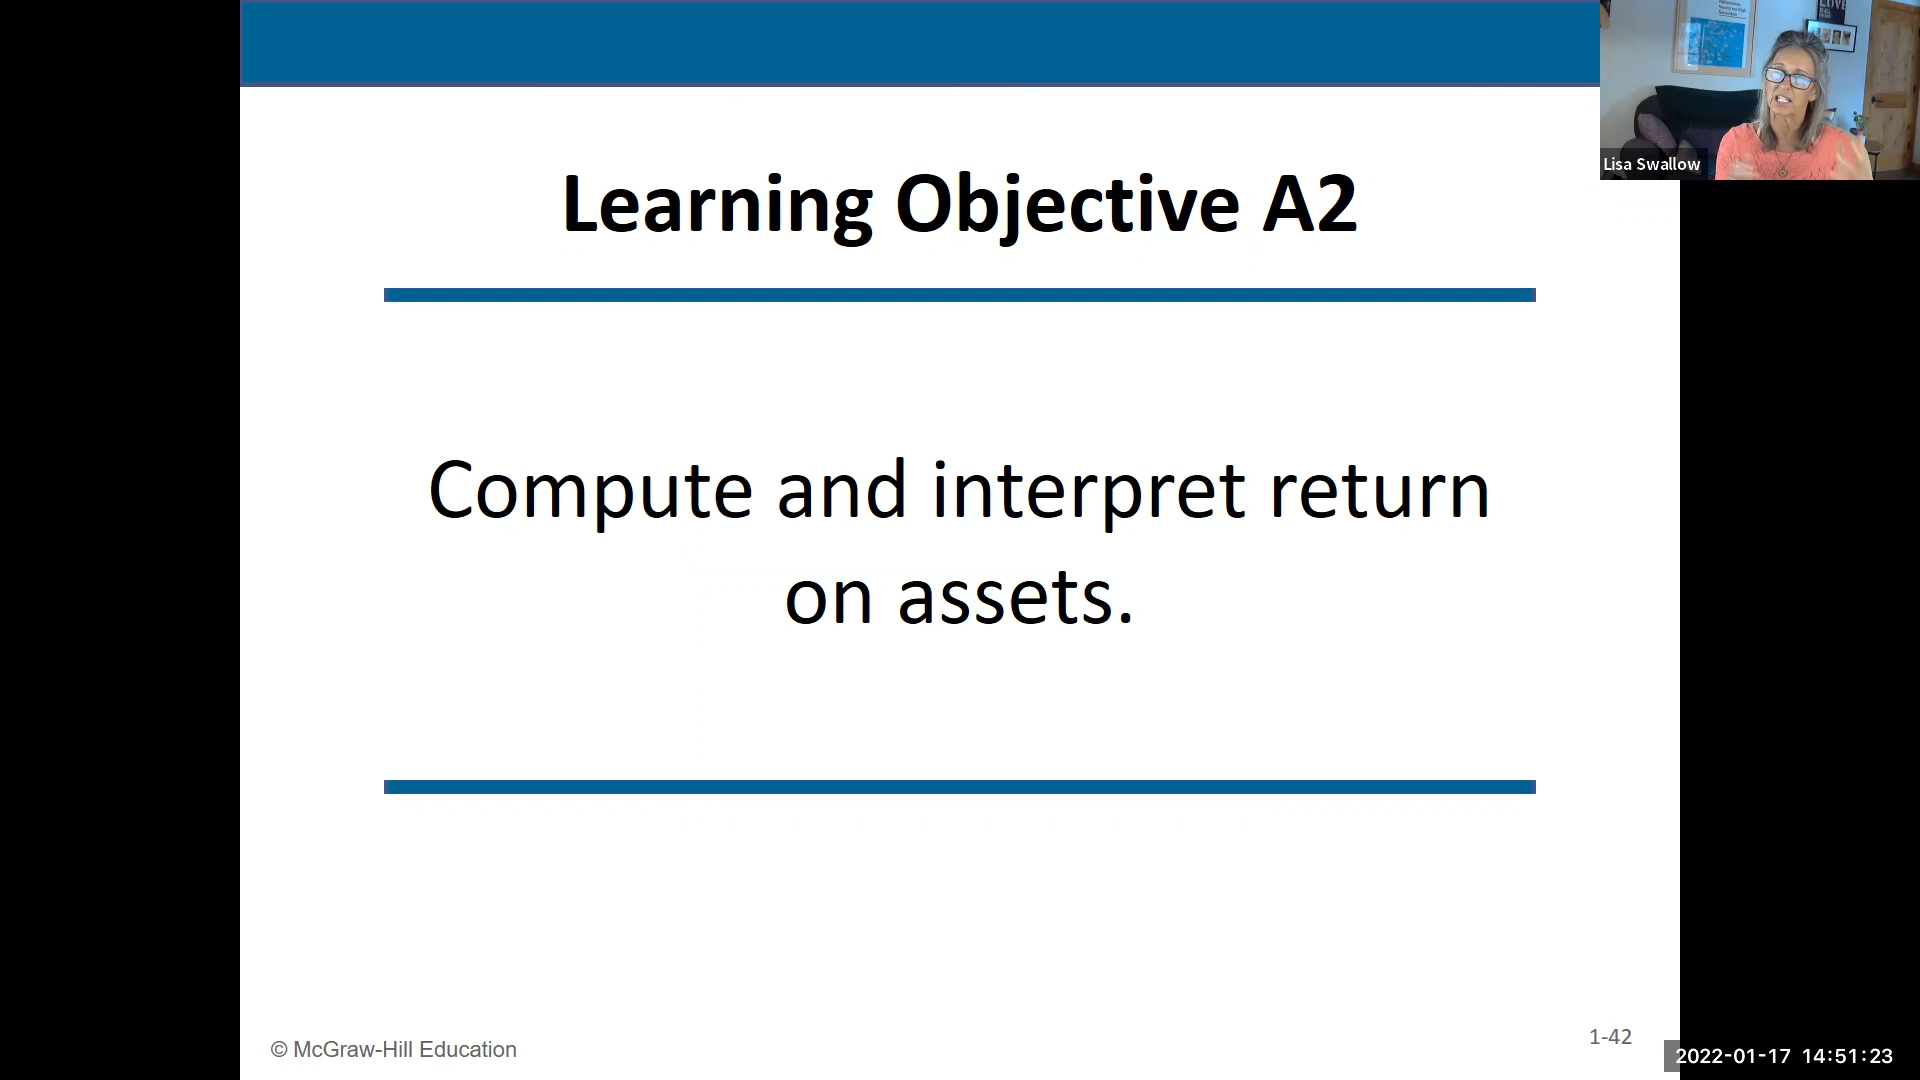 Learning Objective A2
Compute and interpret return
on assets.
© McGraw-Hill Education
1-42
Lisa Swallow
LOVE
2022-01-17 14:51:23